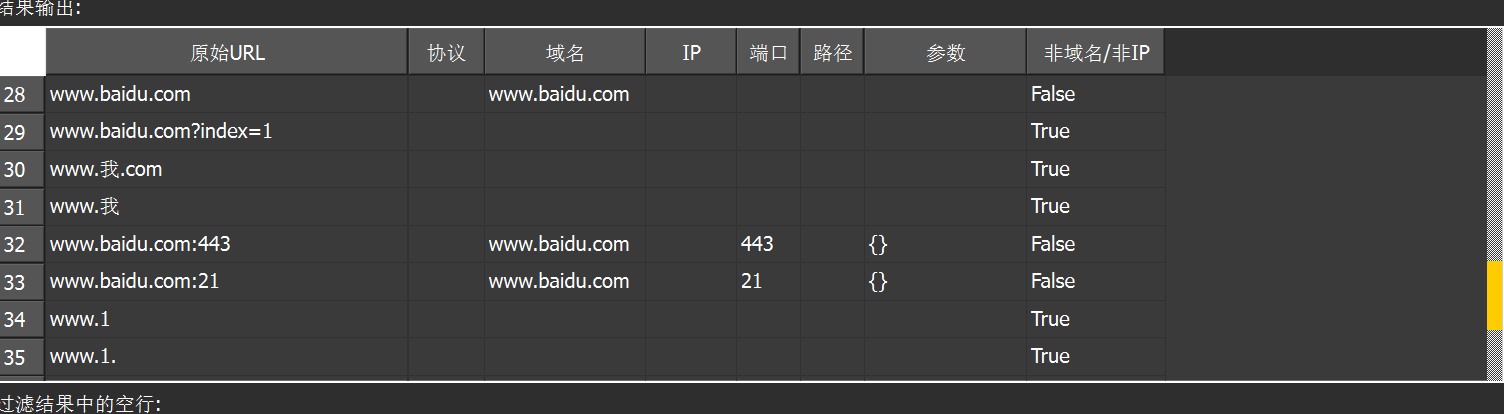 结果输出:
原始URL 协议 域名 IP 端口 路径 参数 非域名/非IP
28 www.baidu.com www.baidu.com False
29 www.baidu.com?index=1 True
30 www.我.com True
31 www.我 True
32 www.baidu.com:443 www.baidu.com 443 {} False
33 www.baidu.com:21 www.baidu.com 21 {} False
34 www.1 True
35 www.1. True
过滤结果中的空行: